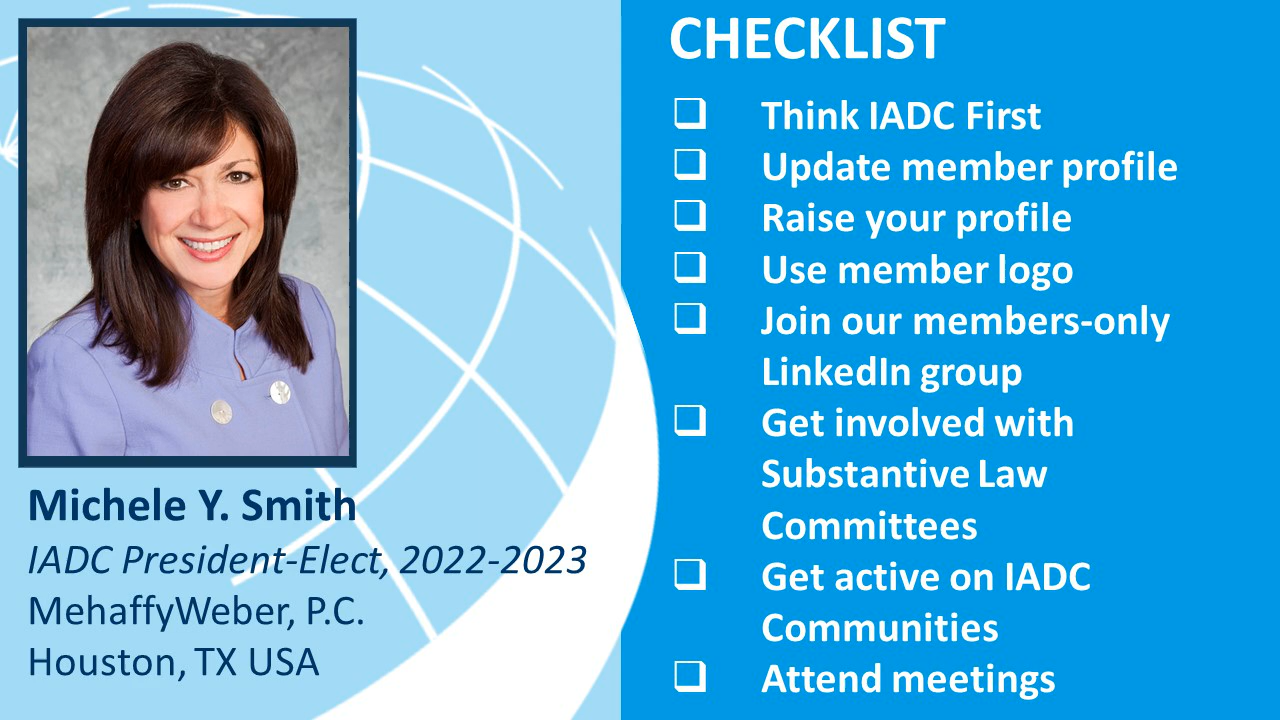 Michele Y. Smith
IADC President-Elect, 2022-2023
MehaffyWeber, P.C.
Houston, TX USA
CHECKLIST
❑ Think IADC First
❑ Update member profile
❑ Raise your profile
❑ Use member logo
❑ Join our members-only
LinkedIn group
❑ Get involved with
Substantive Law
Committees
❑ Get active on IADC
Communities
❑ Attend meetings